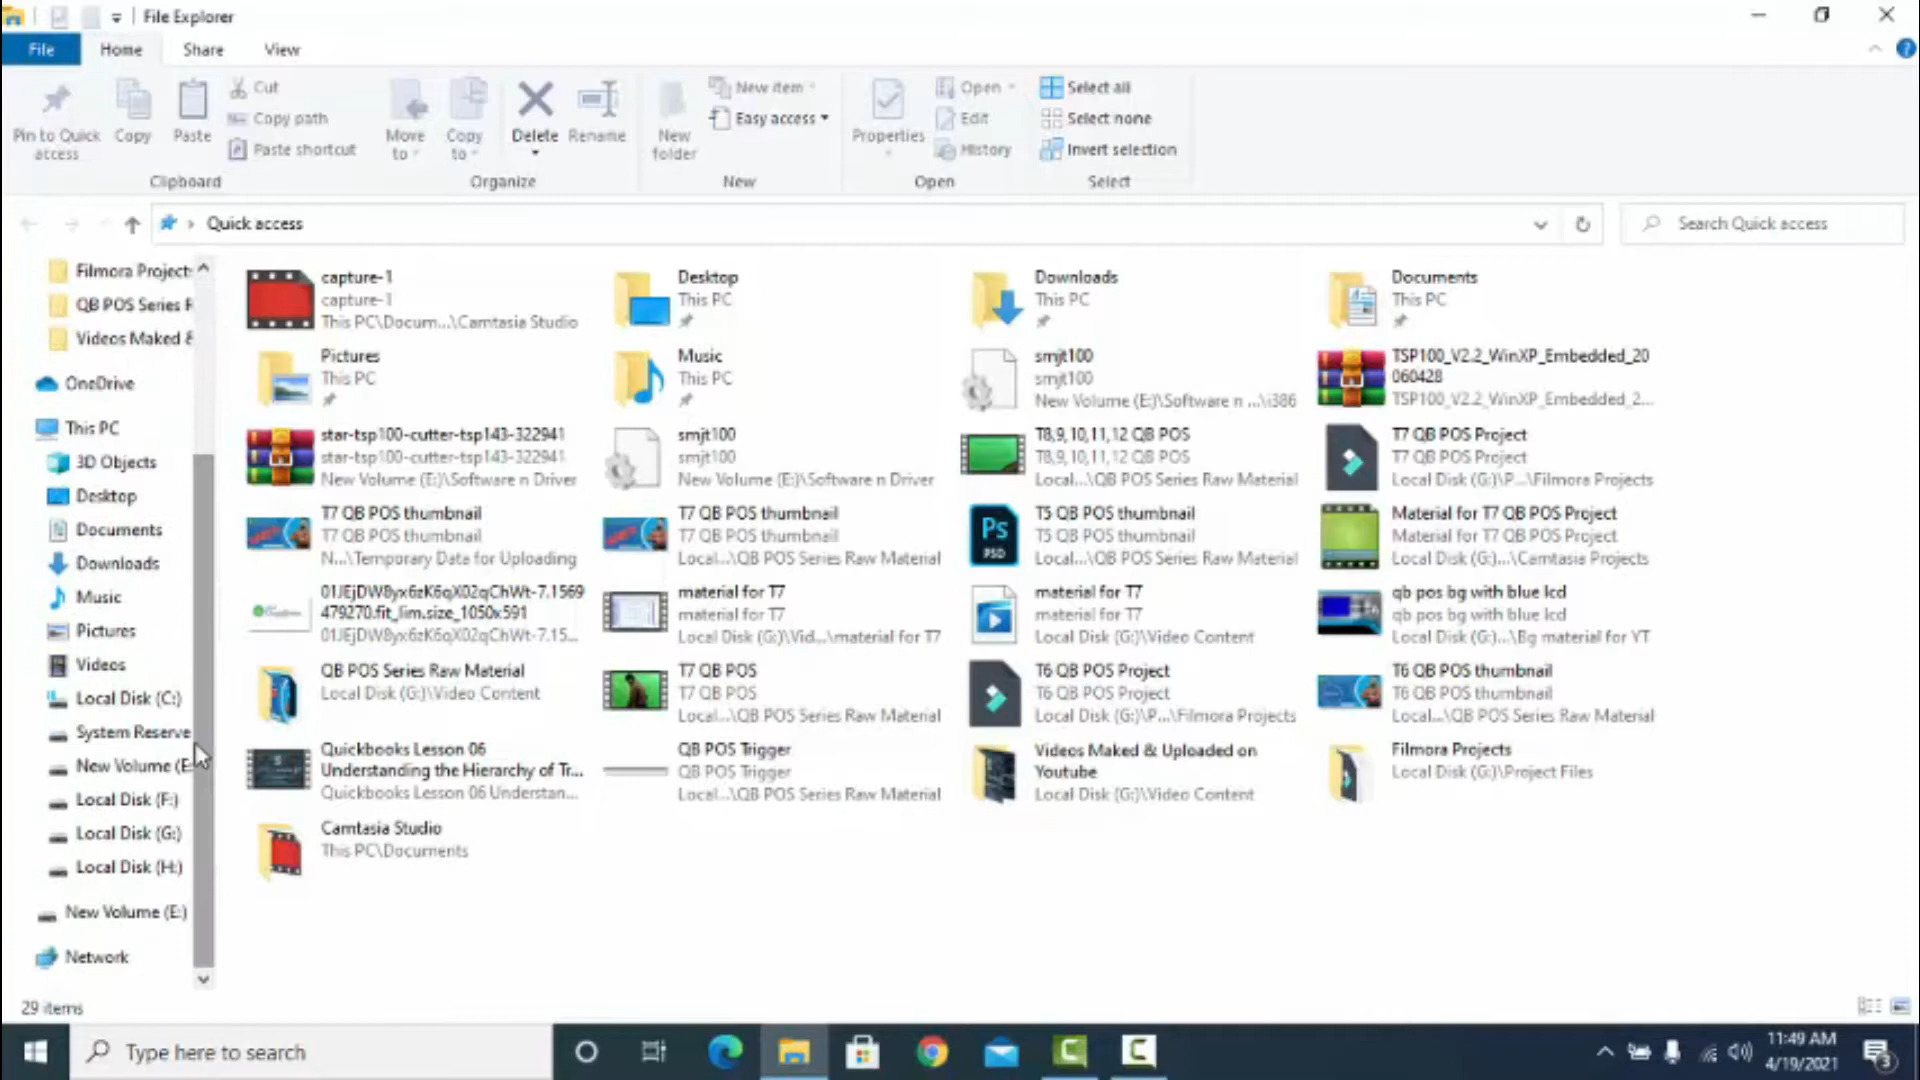 File Explorer
File Home Share View
Pin to Quick access
Copy
Paste
Cut
Copy path
Paste shortcut
Clipboard
Move to
Copy to
Delete
Rename
Organize
New folder
New item
Easy access
New
Properties
Open
Edit
History
Open
Select all
Select none
Invert selection
Select
Quick access
Search Quick access
Filmora Project
QB POS Series R
Videos Maked &
OneDrive
This PC
3D Objects
Desktop
Documents
Downloads
Music
Pictures
Videos
Local Disk (C:)
System Reserve
New Volume (E:
Local Disk (F:)
Local Disk (G:)
Local Disk (H:)
New Volume (E:)
Network
capture-1
capture-1
This PC\Docum...\Camtasia Studio
Desktop
This PC
Downloads
This PC
Documents
This PC
Pictures
This PC
Music
This PC
smjt100
smjt100
New Volume (E:)\Software n ...\i386
TSP100_V2.2_WinXP_Embedded_20
060428
TSP100_V2.2_WinXP_Embedded_2...
star-tsp100-cutter-tsp143-322941
star-tsp100-cutter-tsp143-322941
New Volume (E:)\Software n Driver
smjt100
smjt100
New Volume (E:)\Software n Driver
T8,9,10,11,12 QB POS
T8,9,10,11,12 QB POS
Local...\QB POS Series Raw Material
T7 QB POS Project
T7 QB POS Project
Local Disk (G:)\P...\Filmora Projects
T7 QB POS thumbnail
T7 QB POS thumbnail
N...\Temporary Data for Uploading
T7 QB POS thumbnail
T7 QB POS thumbnail
Local...\QB POS Series Raw Material
Ps
PSD
T5 QB POS thumbnail
T5 QB POS thumbnail
Local...\QB POS Series Raw Material
Material for T7 QB POS Project
Material for T7 QB POS Project
Local Disk (G:)...\Camtasia Projects
01JEjDW8yx6zK6qX02qChWt-7.1569
479270.fit_lim.size_1050x591
01JEjDW8yx6zK6qX02qChWt-7.15...
material for T7
material for T7
Local Disk (G:)\Vid...\material for T7
material for T7
material for T7
Local Disk (G:)\Video Content
qb pos bg with blue lcd
qb pos bg with blue lcd
Local Disk (G:)...\Bg material for YT
QB POS Series Raw Material
Local Disk (G:)\Video Content
T7 QB POS
T7 QB POS
Local...\QB POS Series Raw Material
T6 QB POS Project
T6 QB POS Project
Local Disk (G:)\P...\Filmora Projects
T6 QB POS thumbnail
T6 QB POS thumbnail
Local...\QB POS Series Raw Material
Quickbooks Lesson 06
Understanding the Hierarchy of Tr...
Quickbooks Lesson 06 Understan...
QB POS Trigger
QB POS Trigger
Local...\QB POS Series Raw Material
Videos Maked & Uploaded on
Youtube
Local Disk (G:)\Video Content
Filmora Projects
Local Disk (G:)\Project Files
Camtasia Studio
This PC\Documents
29 items
Type here to search
11:49 AM
4/19/2021
3